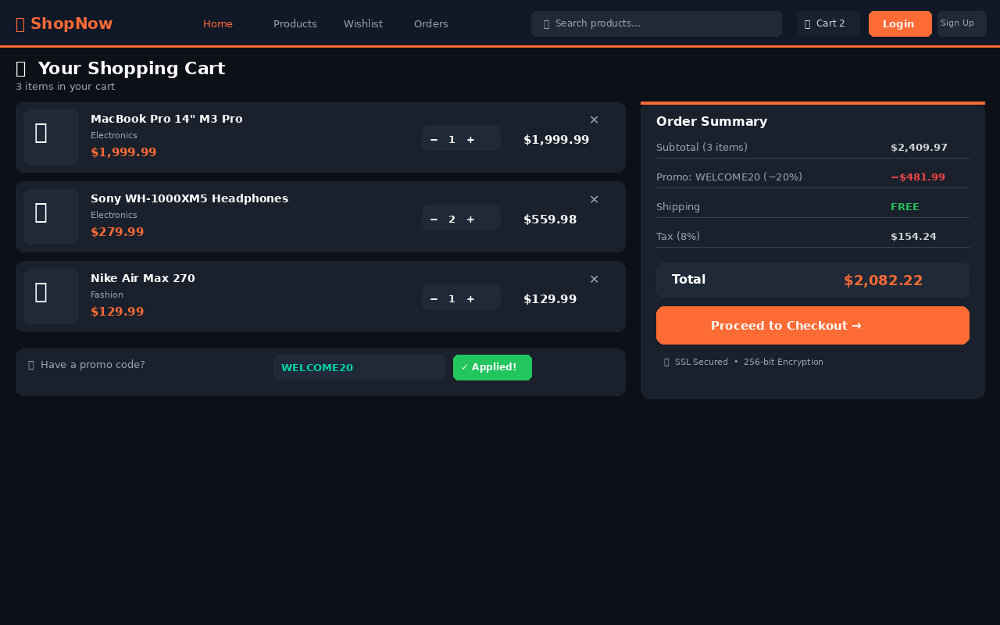 ShopNow Home Products Wishlist Orders Search products... Cart 2 Login Sign Up
Your Shopping Cart
3 items in your cart
MacBook Pro 14" M3 Pro
Electronics
$1,999.99
− 1 +
$1,999.99
✕
Sony WH-1000XM5 Headphones
Electronics
$279.99
− 2 +
$559.98
✕
Nike Air Max 270
Fashion
$129.99
− 1 +
$129.99
✕
Have a promo code? WELCOME20 ✓ Applied!
Order Summary
Subtotal (3 items) $2,409.97
Promo: WELCOME20 (−20%) −$481.99
Shipping FREE
Tax (8%) $154.24
Total $2,082.22
Proceed to Checkout →
SSL Secured • 256-bit Encryption